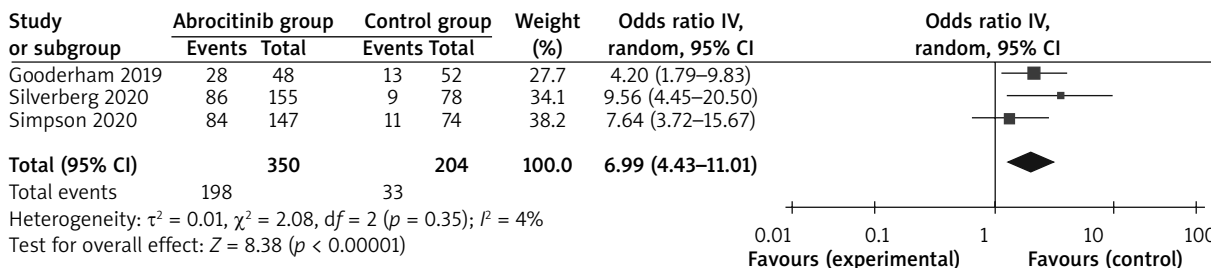 Study Abrocitinib group Control group Weight Odds ratio IV, Odds ratio IV,
or subgroup Events Total Events Total (%) random, 95% CI random, 95% CI
Gooderham 2019 28 48 13 52 27.7 4.20 (1.79–9.83)
Silverberg 2020 86 155 9 78 34.1 9.56 (4.45–20.50)
Simpson 2020 84 147 11 74 38.2 7.64 (3.72–15.67)
Total (95% CI) 350 204 100.0 6.99 (4.43–11.01)
Total events 198 33
Heterogeneity: τ² = 0.01, χ² = 2.08, df = 2 (p = 0.35); I² = 4%
Test for overall effect: Z = 8.38 (p < 0.00001)
0.01 0.1 1 10 100
Favours (experimental) Favours (control)